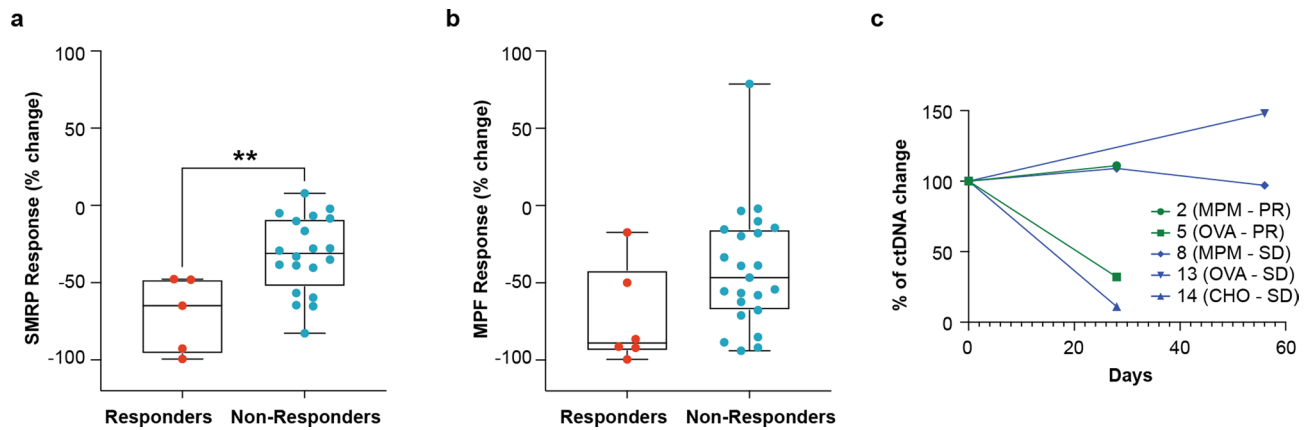 a
SMRP Response (% change)
100
50
0
-50
-100
**
Responders
Non-Responders
b
MPF Response (% change)
100
50
0
-50
-100
Responders
Non-Responders
c
% of ctDNA change
150
100
50
0
0
20
40
60
Days
2 (MPM - PR)
5 (OVA - PR)
8 (MPM - SD)
13 (OVA - SD)
14 (CHO - SD)